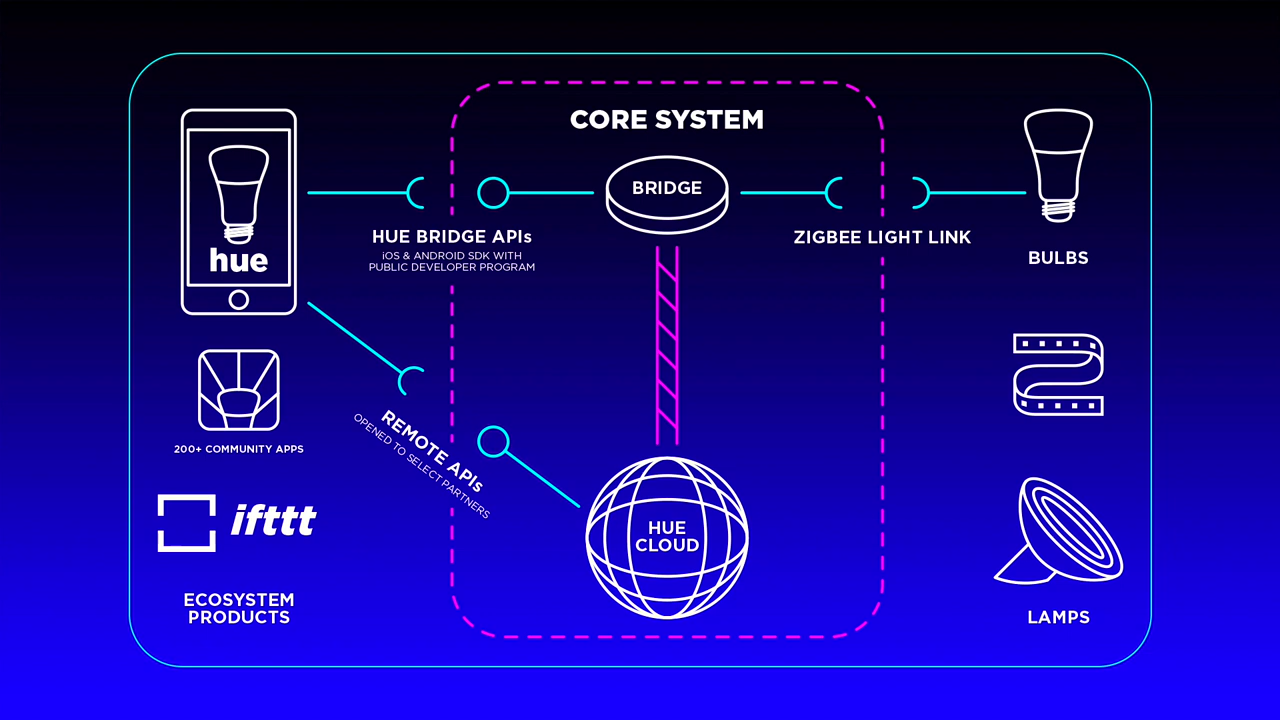 CORE SYSTEM
BRIDGE
hue
HUE BRIDGE APIs
iOS & ANDROID SDK WITH
PUBLIC DEVELOPER PROGRAM
ZIGBEE LIGHT LINK
BULBS
200+ COMMUNITY APPS
REMOTE APIs
OPENED TO SELECT PARTNERS
ifttt
HUE
CLOUD
ECOSYSTEM
PRODUCTS
LAMPS